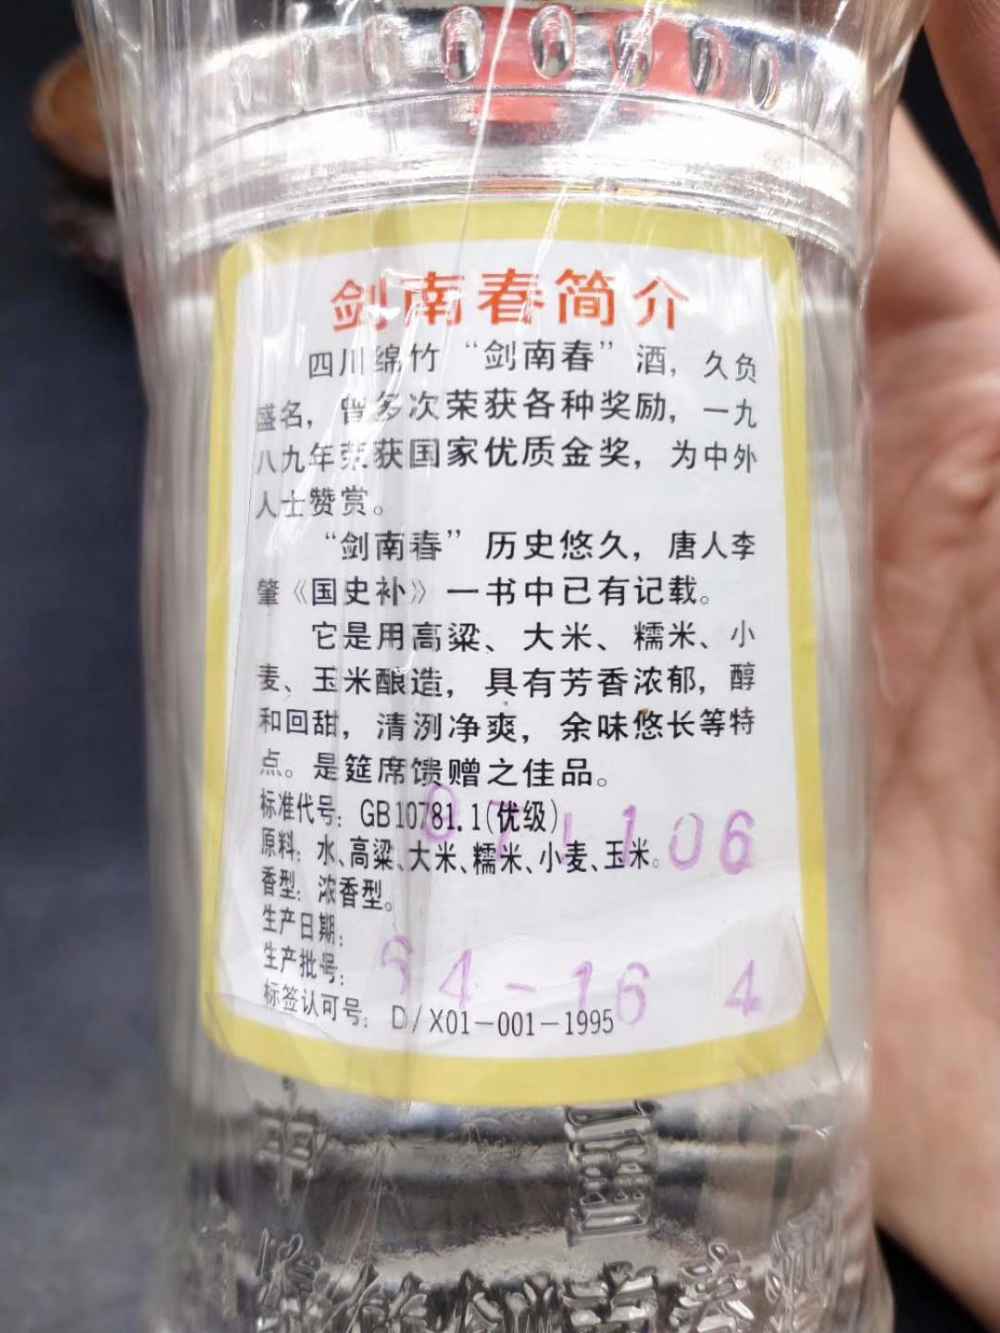 剑南春简介
四川绵竹“剑南春”酒，久负
盛名，曾多次荣获各种奖励，一九
八九年荣获国家优质金奖，为中外
人士赞赏。
“剑南春”历史悠久，唐人李
肇《国史补》一书中已有记载。
它是用高粱、大米、糯米、小
麦、玉米酿造，具有芳香浓郁，醇
和回甜，清洌净爽，余味悠长等特
点。是筵席馈赠之佳品。
标准代号：GB10781.1(优级)
原料：水、高粱、大米、糯米、小麦、玉米。
香型：浓香型。
生产日期：
生产批号：
标签认可号：D/X01-001-1995